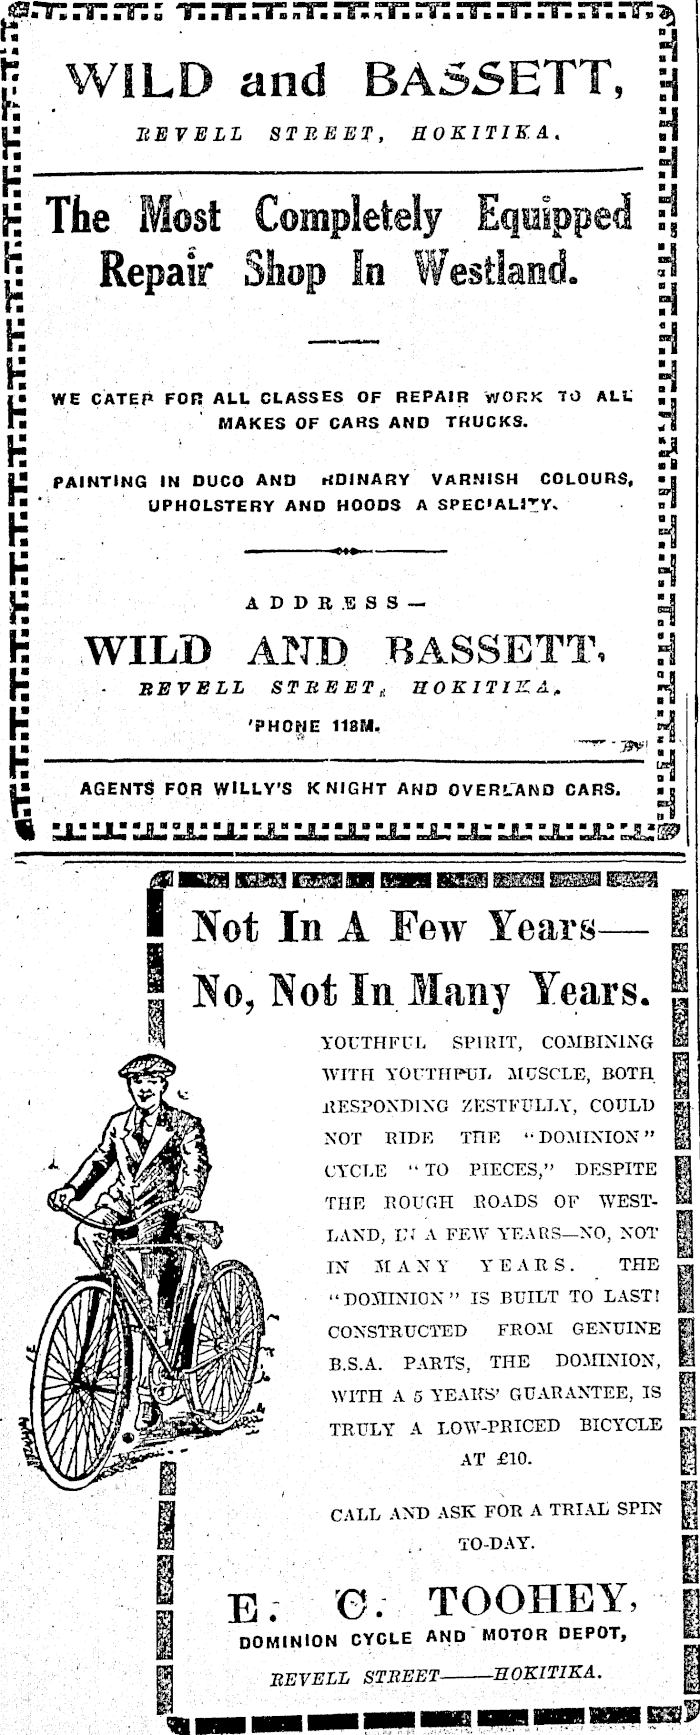 WILD and BASSETT,
REVELL STREET, HOKITIKA.
The Most Completely Equipped
Repair Shop In Westland.
WE CATER FOR ALL CLASSES OF REPAIR WORK TO ALL
MAKES OF CARS AND TRUCKS.
PAINTING IN DUCO AND RDINARY VARNISH COLOURS,
UPHOLSTERY AND HOODS A SPECIALITY.
ADDRESS—
WILD AND BASSETT,
REVELL STREET, HOKITIKA.
'PHONE 118M.
AGENTS FOR WILLY'S KNIGHT AND OVERLAND CARS.
Not In A Few Years—
No, Not In Many Years.
YOUTHFUL SPIRIT, COMBINING
WITH YOUTHFUL MUSCLE, BOTH
RESPONDING ZESTFULLY, COULD
NOT RIDE THE "DOMINION"
CYCLE "TO PIECES," DESPITE
THE ROUGH ROADS OF WEST-
LAND, IN A FEW YEARS—NO, NOT
IN MANY YEARS. THE
"DOMINION" IS BUILT TO LAST!
CONSTRUCTED FROM GENUINE
B.S.A. PARTS, THE DOMINION,
WITH A 5 YEARS' GUARANTEE, IS
TRULY A LOW-PRICED BICYCLE
AT £10.
CALL AND ASK FOR A TRIAL SPIN
TO-DAY.
E. C. TOOHEY,
DOMINION CYCLE AND MOTOR DEPOT,
REVELL STREET——HOKITIKA.